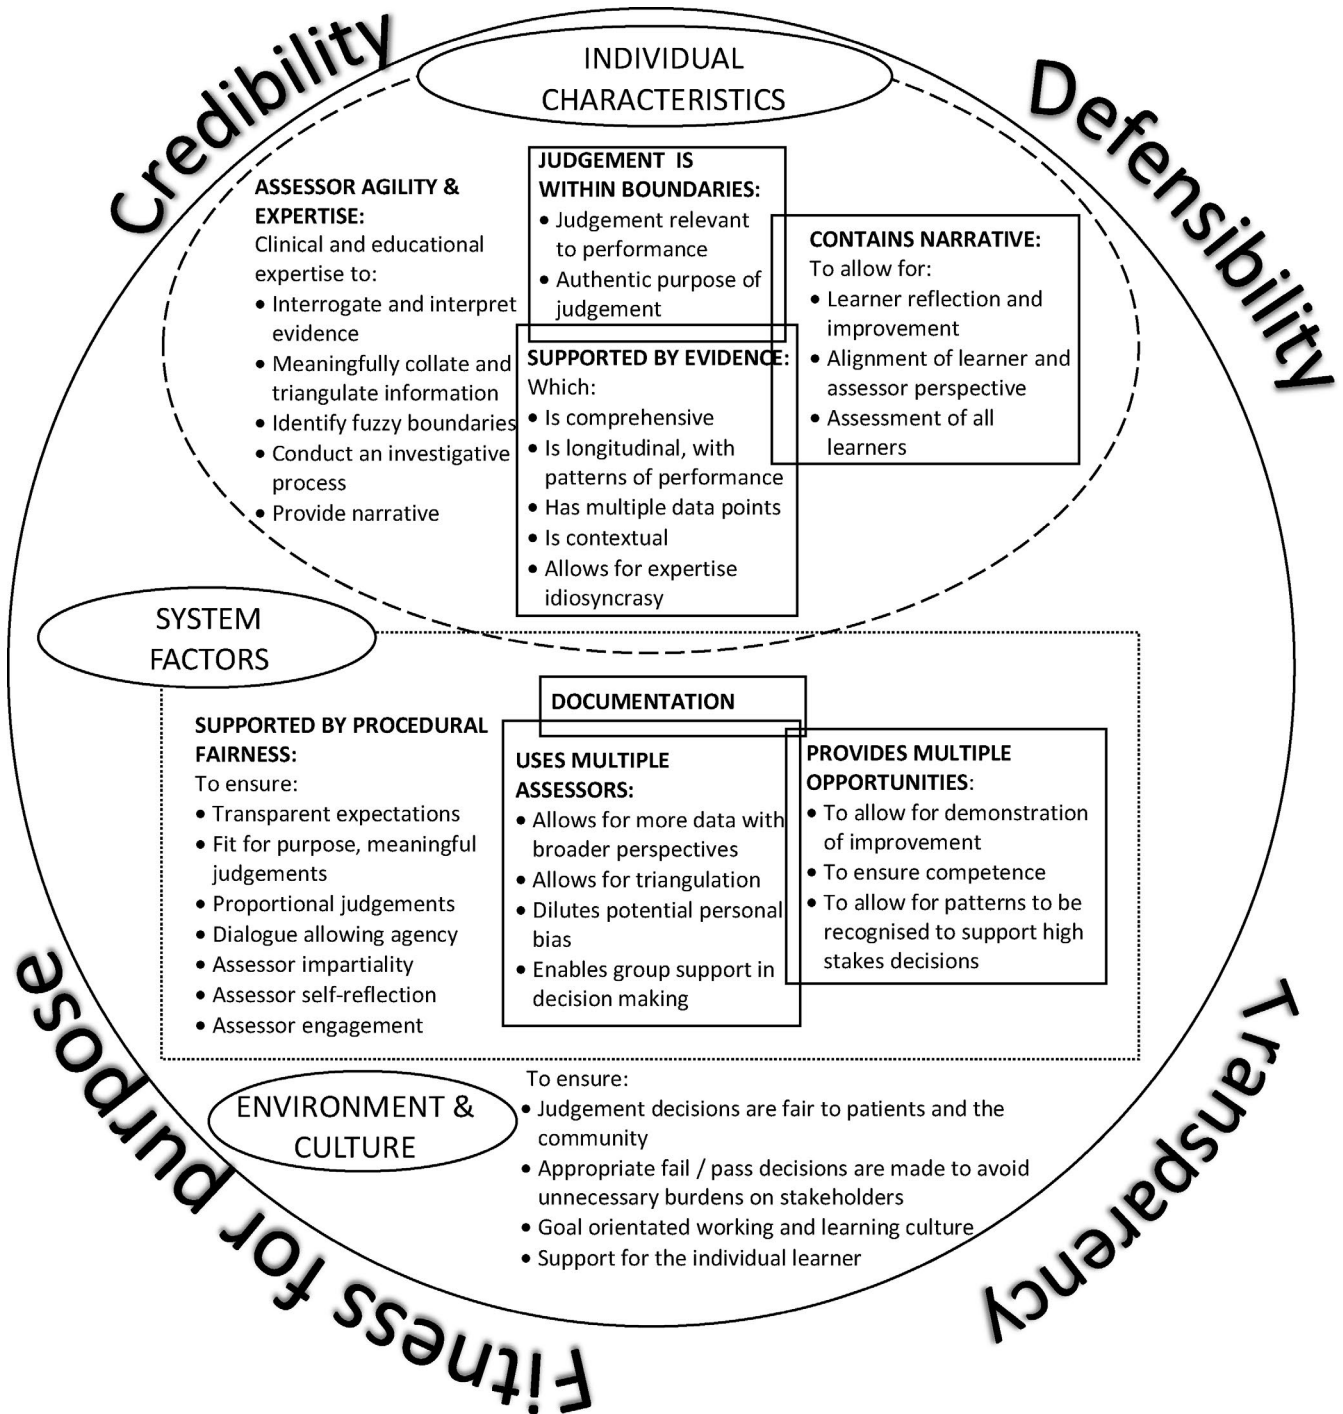 Credibility
Defensibility
INDIVIDUAL
CHARACTERISTICS
ASSESSOR AGILITY &
EXPERTISE:
Clinical and educational
expertise to:
• Interrogate and interpret
evidence
• Meaningfully collate and
triangulate information
• Identify fuzzy boundaries
• Conduct an investigative
process
• Provide narrative
JUDGEMENT IS
WITHIN BOUNDARIES:
• Judgement relevant
to performance
• Authentic purpose of
judgement
SUPPORTED BY EVIDENCE:
Which:
• Is comprehensive
• Is longitudinal, with
patterns of performance
• Has multiple data points
• Is contextual
• Allows for expertise
idiosyncrasy
CONTAINS NARRATIVE:
To allow for:
• Learner reflection and
improvement
• Alignment of learner and
assessor perspective
• Assessment of all
learners
SYSTEM
FACTORS
SUPPORTED BY PROCEDURAL
FAIRNESS:
To ensure:
• Transparent expectations
• Fit for purpose, meaningful
judgements
• Proportional judgements
• Dialogue allowing agency
• Assessor impartiality
• Assessor self-reflection
• Assessor engagement
DOCUMENTATION
USES MULTIPLE
ASSESSORS:
• Allows for more data with
broader perspectives
• Allows for triangulation
• Dilutes potential personal
bias
• Enables group support in
decision making
PROVIDES MULTIPLE
OPPORTUNITIES:
• To allow for demonstration
of improvement
• To ensure competence
• To allow for patterns to be
recognised to support high
stakes decisions
ENVIRONMENT &
CULTURE
To ensure:
• Judgement decisions are fair to patients and the
community
• Appropriate fail / pass decisions are made to avoid
unnecessary burdens on stakeholders
• Goal orientated working and learning culture
• Support for the individual learner
Transparency
Fitness for purpose